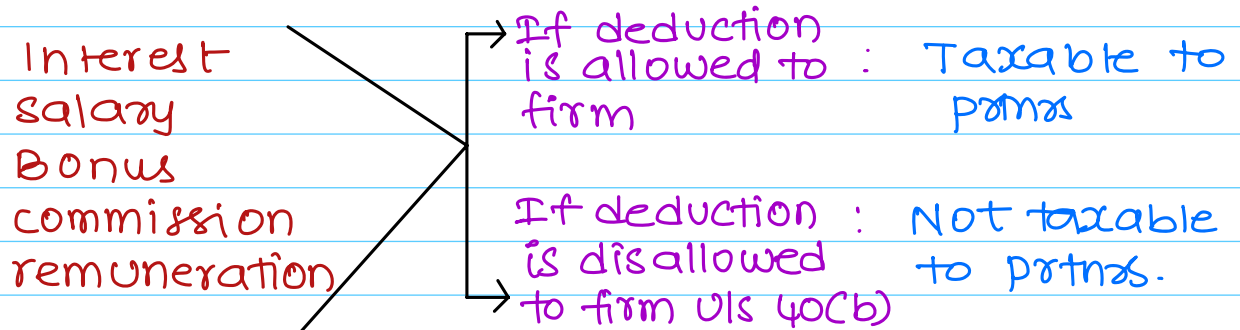 Interest
salary
Bonus
commission
remuneration
If deduction
is allowed to : Taxable to
firm prtnrs
If deduction : Not taxable
is disallowed to prtnrs.
to firm U/s 40(b)